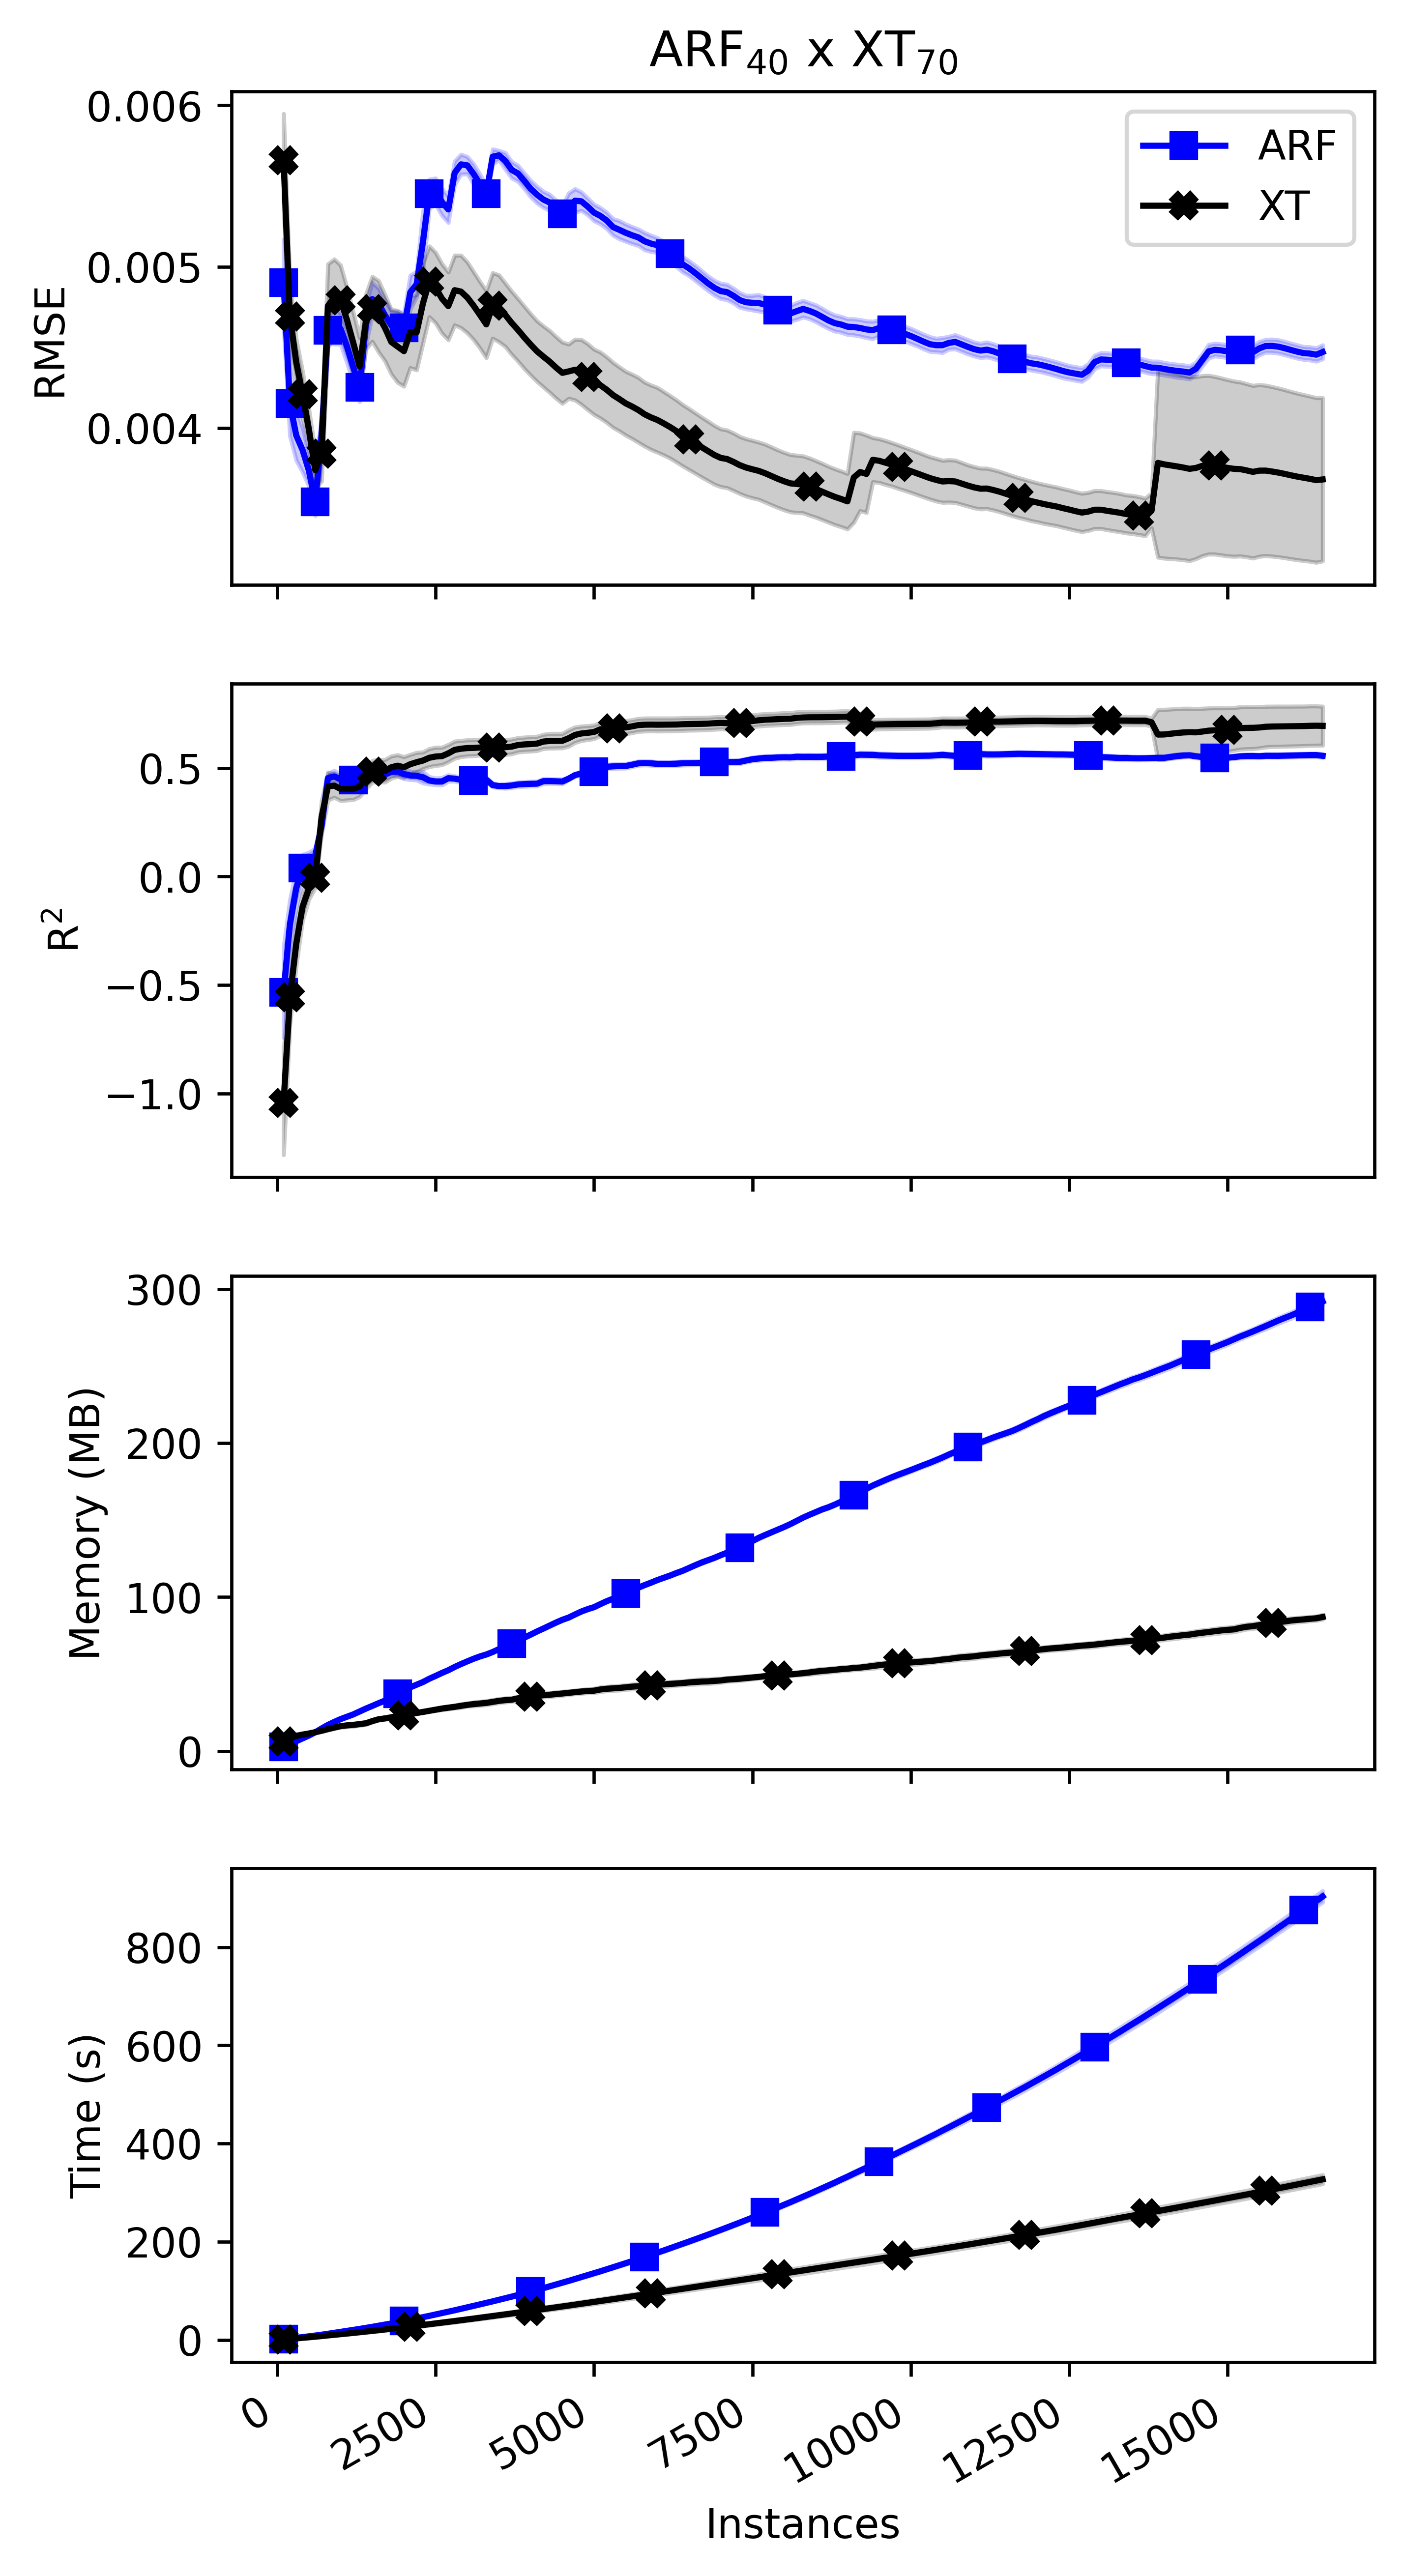 ARF₄₀ x XT₇₀
0.006
0.005
0.004
RMSE
ARF
XT
0.5
0.0
−0.5
−1.0
R²
300
200
100
0
Memory (MB)
800
600
400
200
0
Time (s)
0
2500
5000
7500
10000
12500
15000
Instances